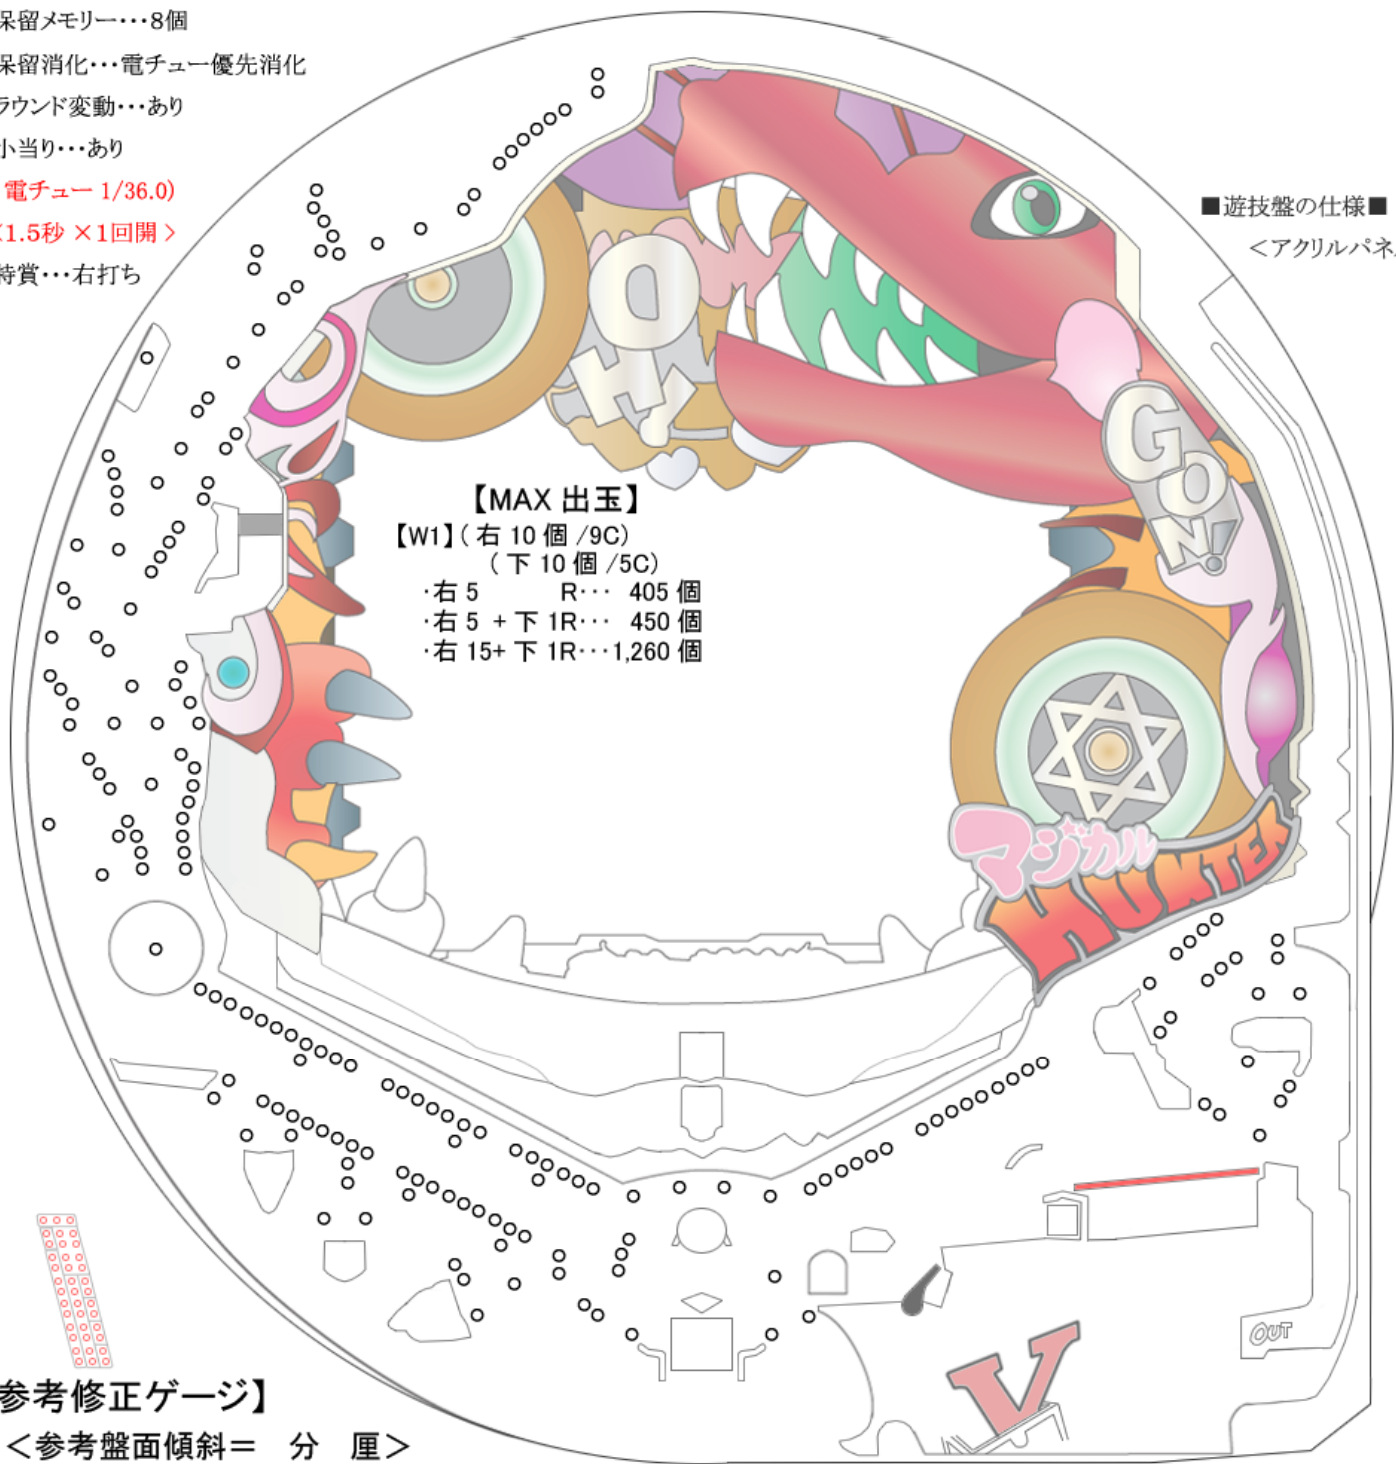 保留メモリー・・・8個
保留消化・・・電チュー優先消化
ラウンド変動・・・あり
小当り・・・あり
電チュー 1/36.0)
<1.5秒 ×1回開 >
特賞・・・右打ち
■遊技盤の仕様■
＜アクリルパネ
OH!
GON!
【MAX 出玉】
【W1】( 右 10 個 /9C)
( 下 10 個 /5C)
・右 5 R・・・ 405 個
・右 5 + 下 1R・・・ 450 個
・右 15+ 下 1R・・・1,260 個
マジカル
HUNTER
OUT
V
参考修正ゲージ】
＜参考盤面傾斜＝ 分 厘＞